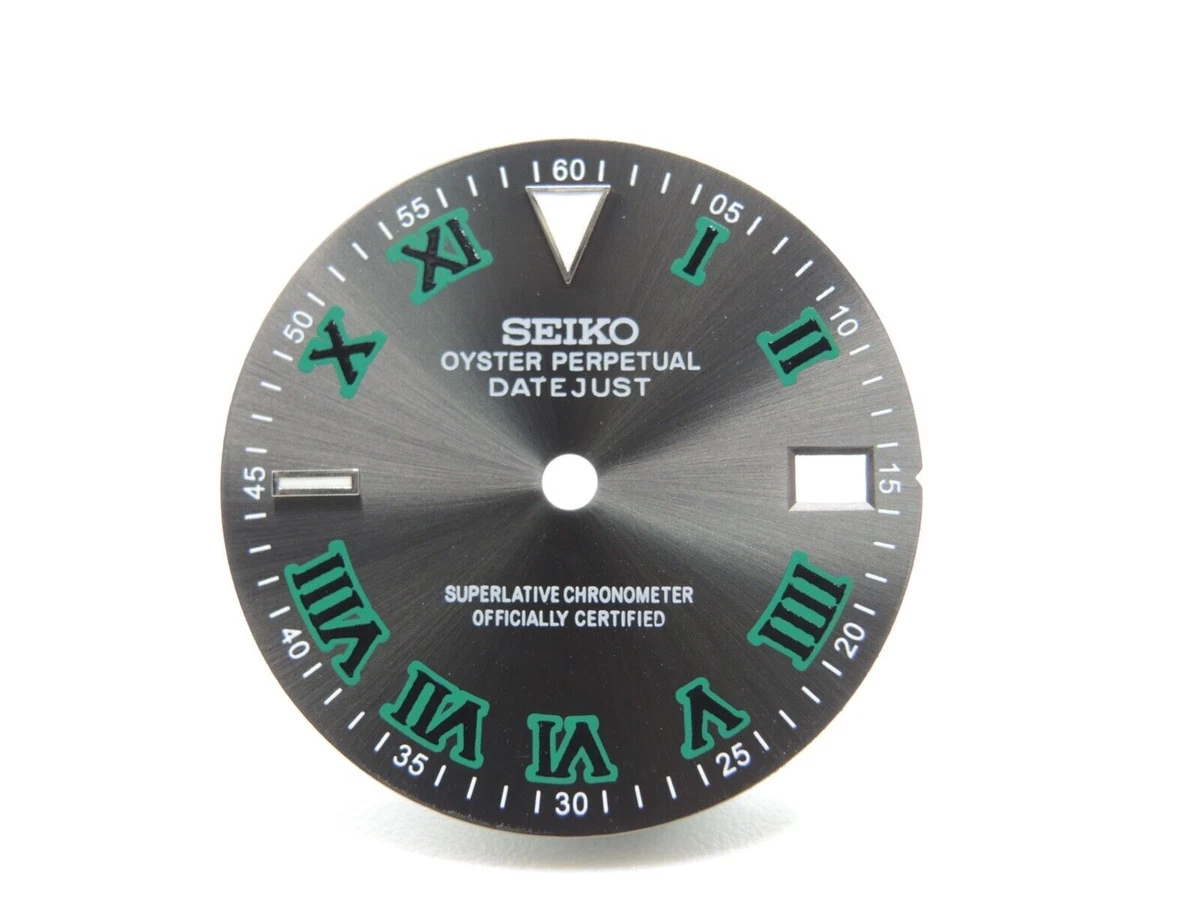 60
05
10
15
20
25
30
35
40
45
50
55
I
II
IIII
V
VI
VII
VIII
X
XI
SEIKO
OYSTER PERPETUAL
DATEJUST
SUPERLATIVE CHRONOMETER
OFFICIALLY CERTIFIED